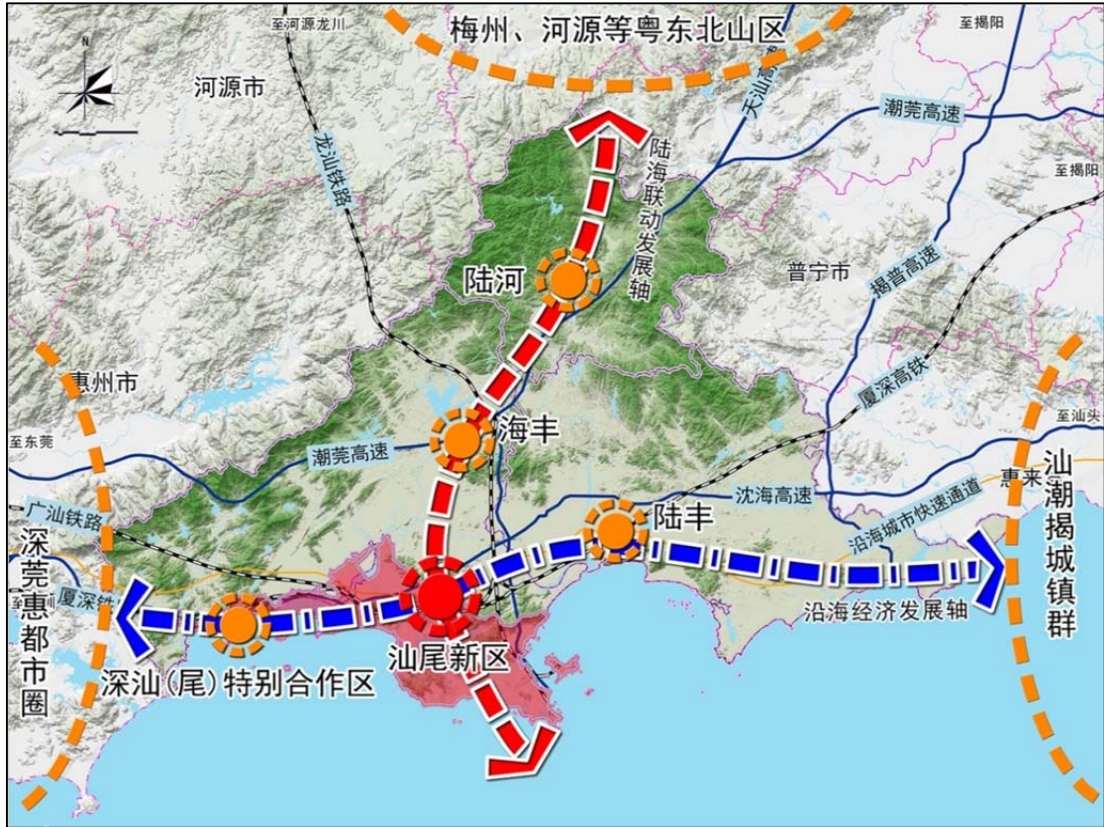 至河源龙川
梅州、河源等粤东北山区
至揭阳
N
河源市
天汕高速
潮莞高速
龙汕铁路
陆海联动发展轴
至揭阳
陆河
普宁市
揭普高速
惠州市
厦深高铁
至东莞
海丰
至汕头
潮莞高速
汕潮揭城镇群
惠来
沈海高速
广汕铁路
陆丰
沿海城市快速通道
深莞惠都市圈
厦深铁
沿海经济发展轴
汕尾新区
深汕(尾)特别合作区